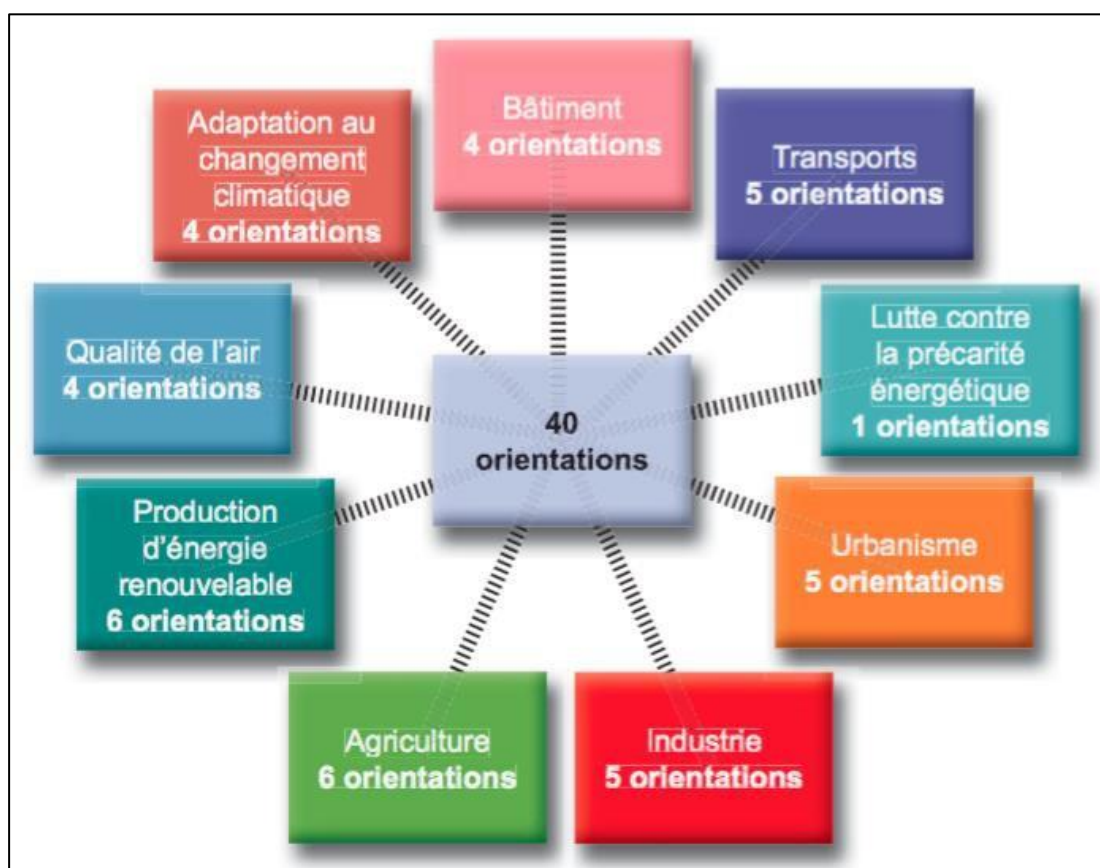 Bâtiment
4 orientations
Transports
5 orientations
Lutte contre
la précarité
énergétique
1 orientations
Urbanisme
5 orientations
Industrie
5 orientations
Agriculture
6 orientations
Production
d’énergie
renouvelable
6 orientations
Qualité de l’air
4 orientations
Adaptation au
changement
climatique
4 orientations
40
orientations